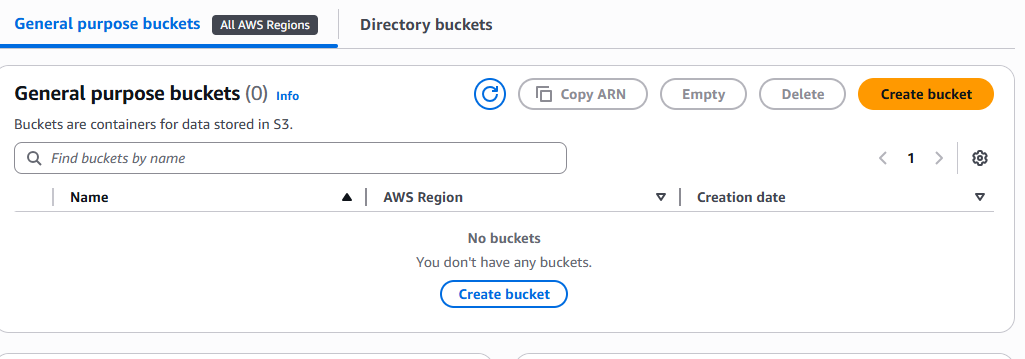 General purpose buckets All AWS Regions Directory buckets
General purpose buckets (0) Info Copy ARN Empty Delete Create bucket
Buckets are containers for data stored in S3.
Find buckets by name 1
Name AWS Region Creation date
No buckets
You don't have any buckets.
Create bucket